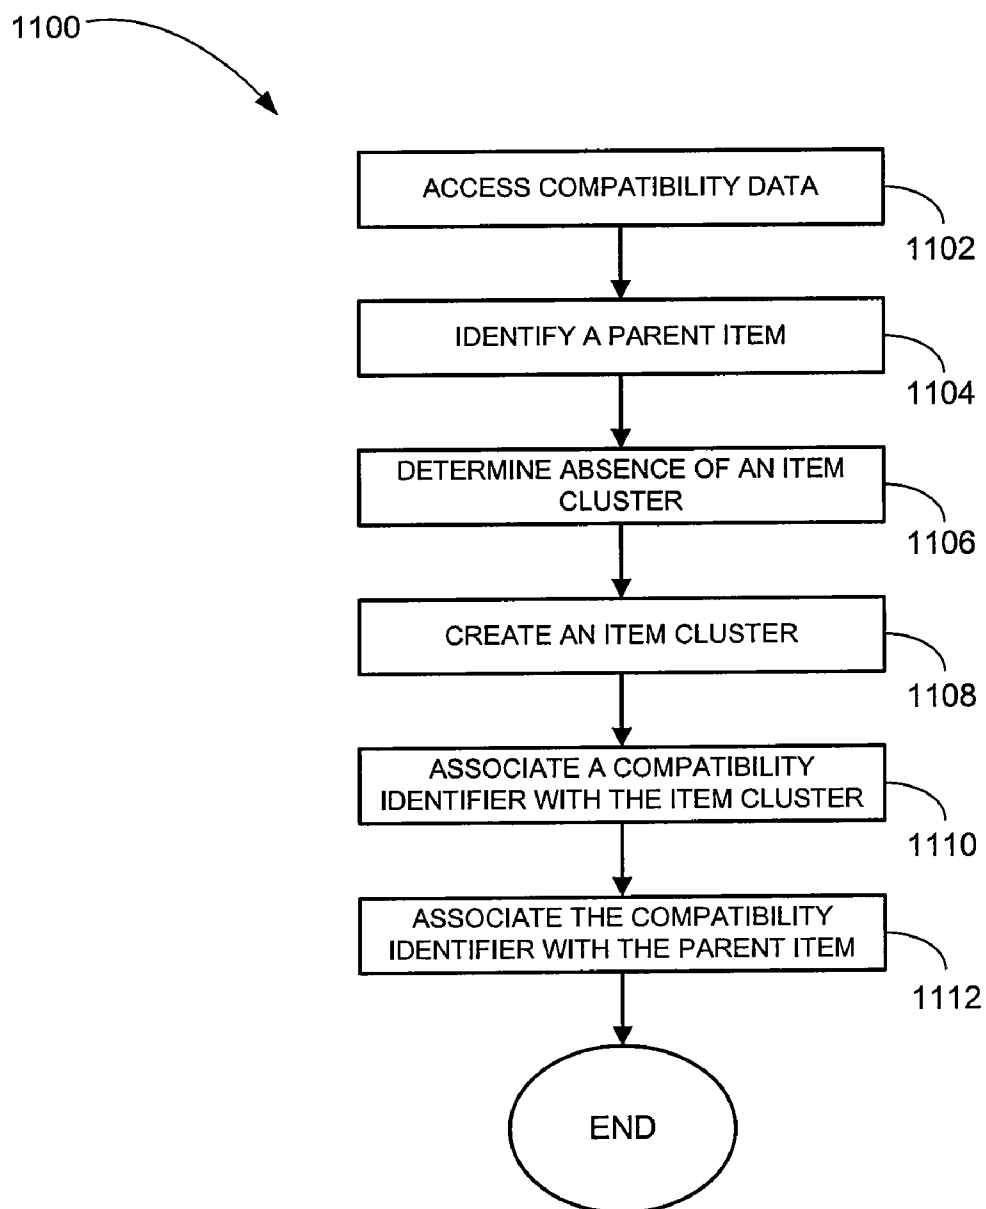 1100
ACCESS COMPATIBILITY DATA
1102
IDENTIFY A PARENT ITEM
1104
DETERMINE ABSENCE OF AN ITEM
CLUSTER
1106
CREATE AN ITEM CLUSTER
1108
ASSOCIATE A COMPATIBILITY
IDENTIFIER WITH THE ITEM CLUSTER
1110
ASSOCIATE THE COMPATIBILITY
IDENTIFIER WITH THE PARENT ITEM
1112
END